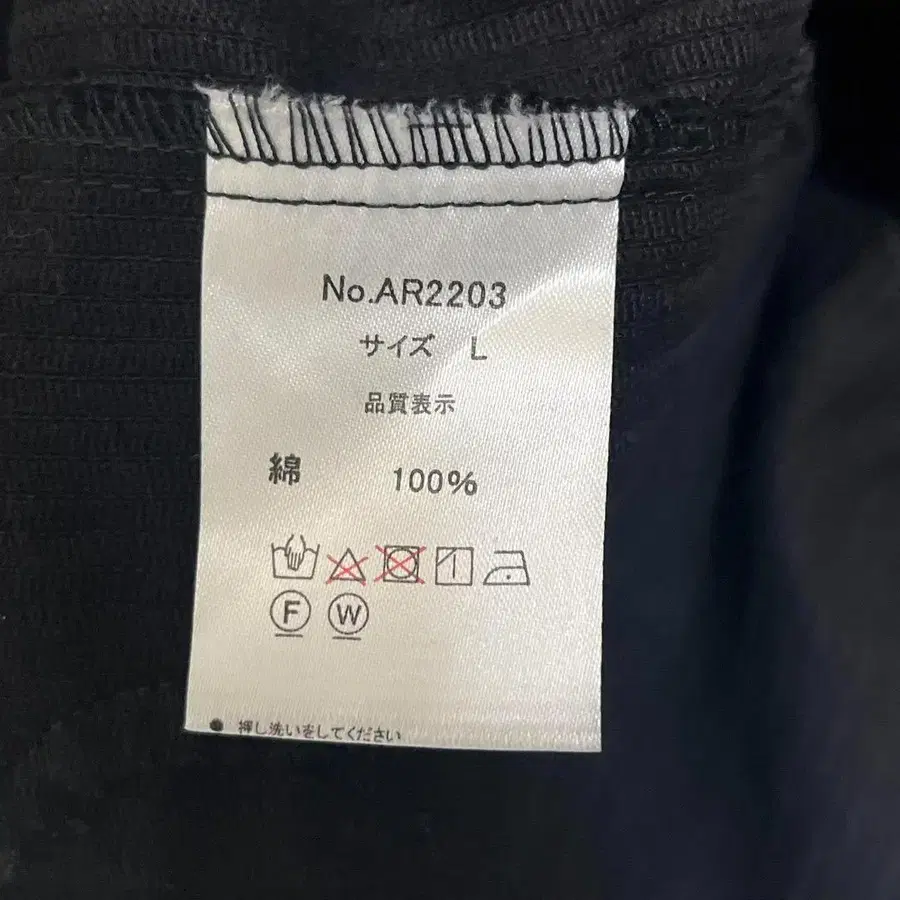 No.AR2203
サイズ L
品質表示
綿 100%
F W
● 押し洗いをしてください